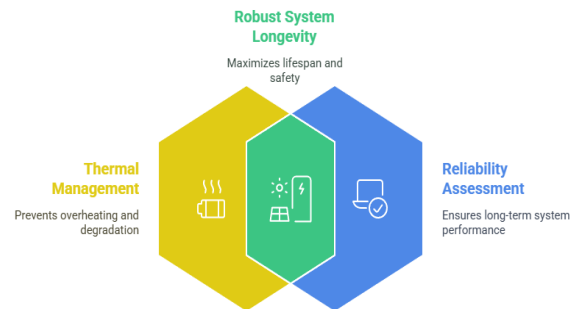 Robust System
Longevity
Maximizes lifespan and
safety
Thermal
Management
Prevents overheating and
degradation
Reliability
Assessment
Ensures long-term system
performance